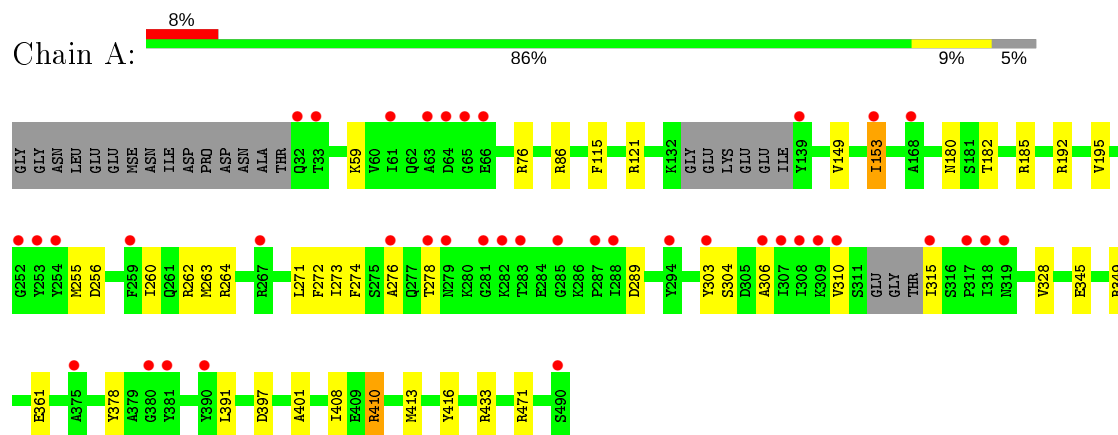 8%
Chain A:
86% 9% 5%
GLY GLY ASN LEU GLU GLU MSE ASN ILE ASP PRO ASP ASN ALA THR Q32 T33 K59 V60 I61 Q62 A63 D64 G65 E66 R76 R86 F115 R121 K132 GLY GLU LYS GLU GLU ILE Y139 V149 I153 A168 N180 S181 T182 R185 R192 V195
G252 Y253 Y254 M255 D256 F259 I260 Q261 R262 M263 R264 R267 L271 F272 I273 F274 S275 A276 Q277 T278 N279 K280 G281 K282 T283 E284 G285 K286 P287 I288 D289 Y294 Y303 S304 D305 A306 I307 I308 K309 V310 S311 GLU GLY THR I315 S316 P317 I318 N319 V328 E345
E361 A375 Y378 A379 G380 Y381 Y390 L391 D397 A401 I408 E409 R410 M413 Y416 R433 R471 S490